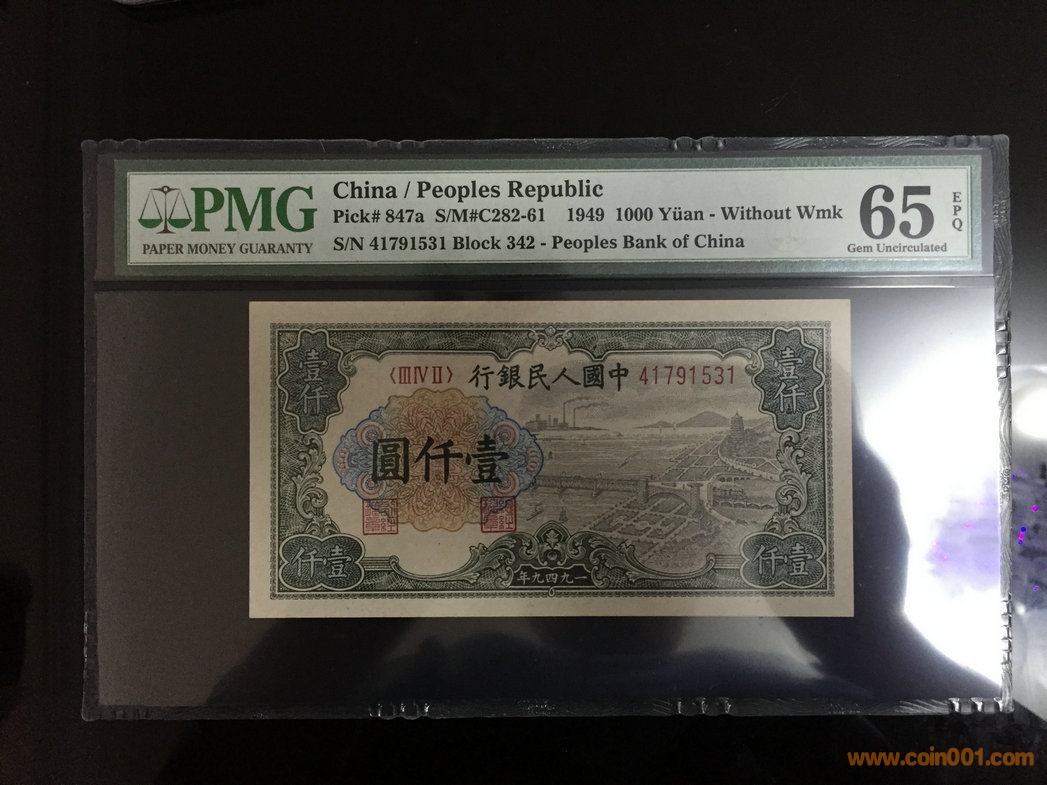 PMG
PAPER MONEY GUARANTY
China / Peoples Republic
Pick# 847a S/M#C282-61 1949 1000 Yüan - Without Wmk
S/N 41791531 Block 342 - Peoples Bank of China
65
EPQ
Gem Uncirculated
壹仟
〈ⅢⅣⅡ〉
行銀民人國中
41791531
壹仟
圓仟壹
仟壹
年九四九一
仟壹
www.coin001.com